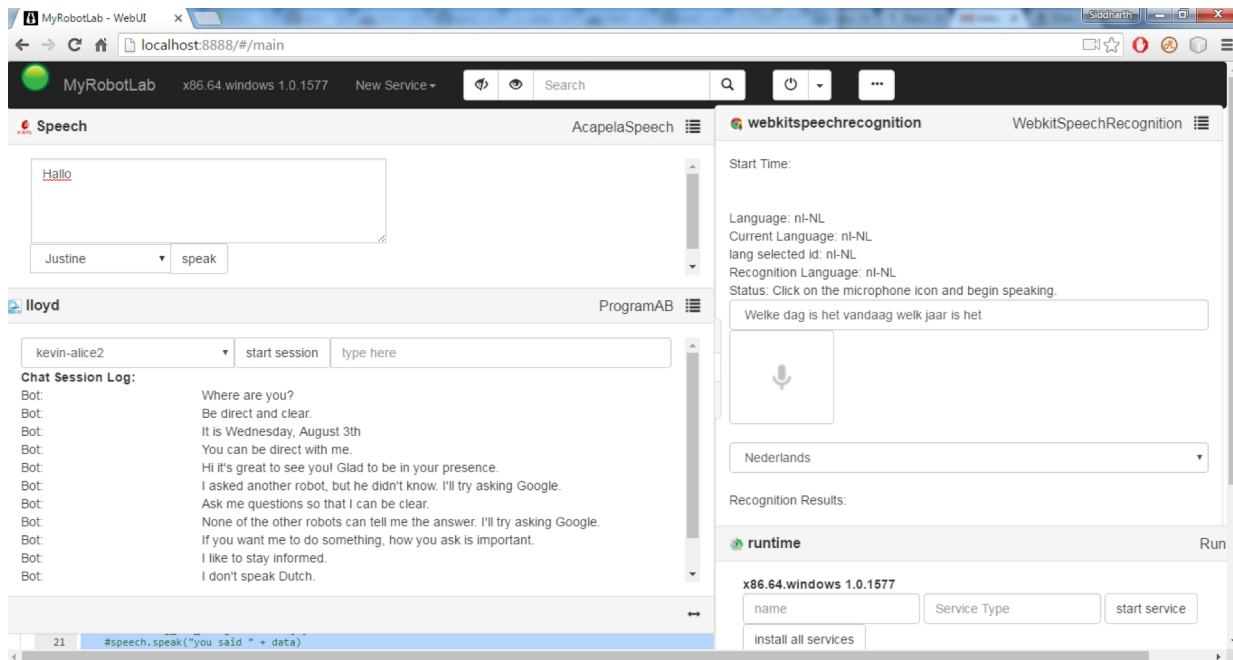 MyRobotLab - WebUI
Siddharth
localhost:8888/#/main
MyRobotLab x86.64.windows 1.0.1577 New Service Search
Speech AcapelaSpeech
Hallo
Justine speak
lloyd ProgramAB
kevin-alice2 start session type here
Chat Session Log:
Bot: Where are you?
Bot: Be direct and clear.
Bot: It is Wednesday, August 3th
Bot: You can be direct with me.
Bot: Hi it's great to see you! Glad to be in your presence.
Bot: I asked another robot, but he didn't know. I'll try asking Google.
Bot: Ask me questions so that I can be clear.
Bot: None of the other robots can tell me the answer. I'll try asking Google.
Bot: If you want me to do something, how you ask is important.
Bot: I like to stay informed.
Bot: I don't speak Dutch.
21 #speech.speak("you said " + data)
webkitspeechrecognition WebkitSpeechRecognition
Start Time:
Language: nl-NL
Current Language: nl-NL
lang selected id: nl-NL
Recognition Language: nl-NL
Status: Click on the microphone icon and begin speaking.
Welke dag is het vandaag welk jaar is het
Nederlands
Recognition Results:
runtime Run
x86.64.windows 1.0.1577
name Service Type start service
install all services